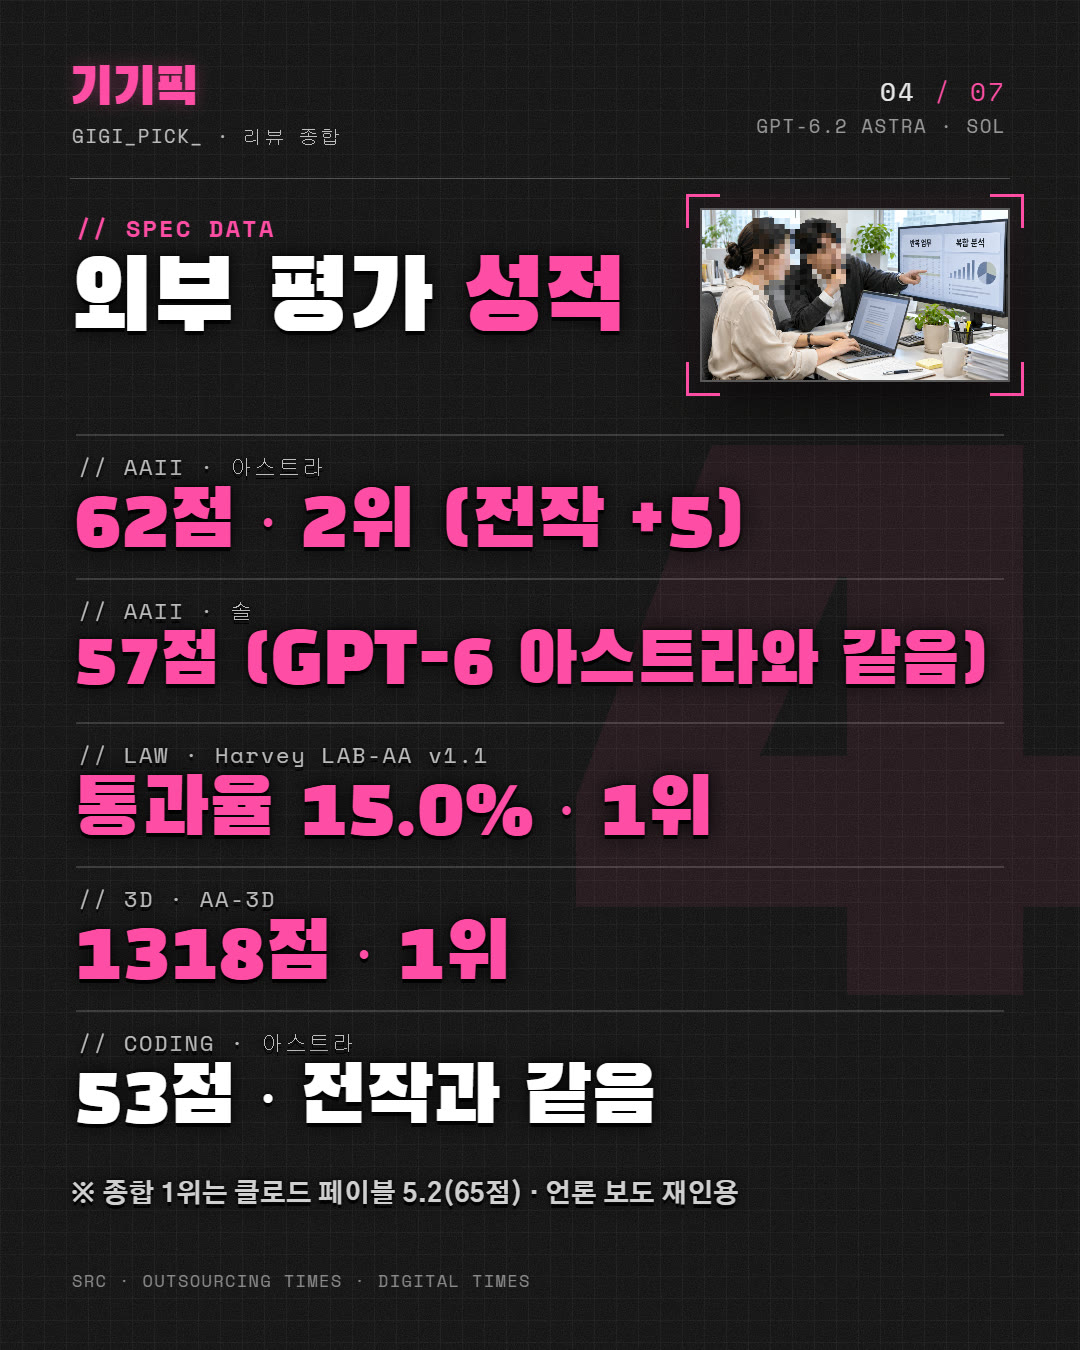 기기픽
GIGI_PICK_ · 리뷰 종합
04 / 07
GPT-6.2 ASTRA · SOL
// SPEC DATA
외부 평가 성적
반복 업무
복합 분석
// AAII · 아스트라
62점 · 2위 (전작 +5)
// AAII · 솔
57점 (GPT-6 아스트라와 같음)
// LAW · Harvey LAB-AA v1.1
통과율 15.0% · 1위
// 3D · AA-3D
1318점 · 1위
// CODING · 아스트라
53점 · 전작과 같음
※ 종합 1위는 클로드 페이블 5.2(65점) · 언론 보도 재인용
SRC · OUTSOURCING TIMES · DIGITAL TIMES
4